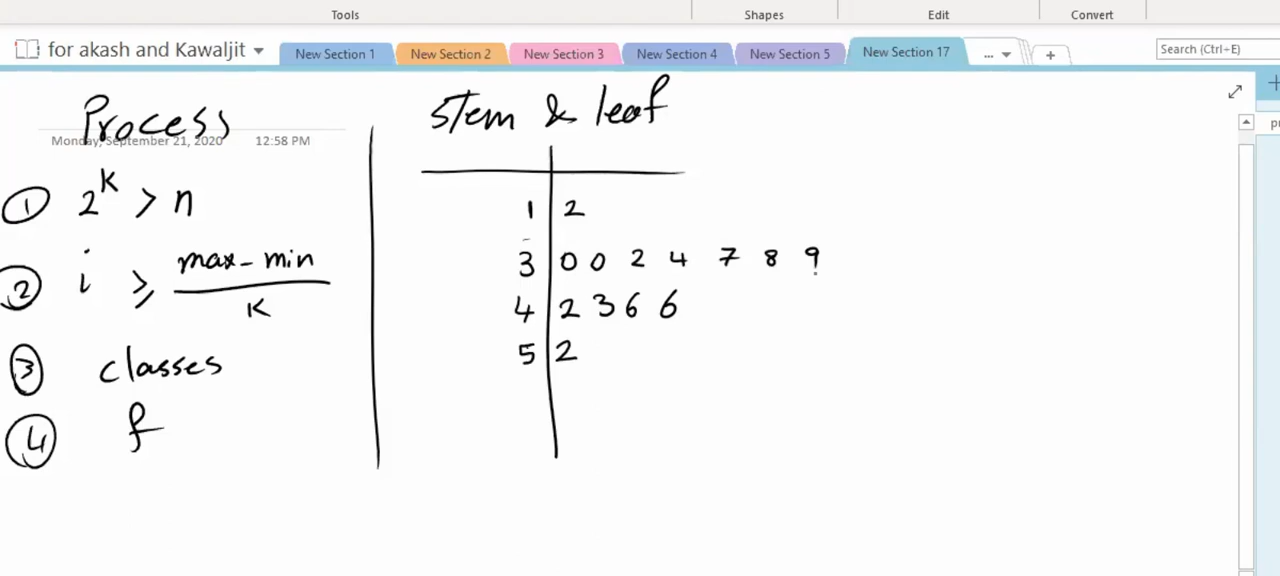 Tools Shapes Edit Convert
for akash and Kawaljit New Section 1 New Section 2 New Section 3 New Section 4 New Section 5 New Section 17 ... + Search (Ctrl+E)
Process
Monday, September 21, 2020 12:58 PM
① 2^K > n
② i ≥ (max - min) / K
③ classes
④ f
stem & leaf
1 | 2
3 | 0 0 2 4 7 8 9
4 | 2 3 6 6
5 | 2